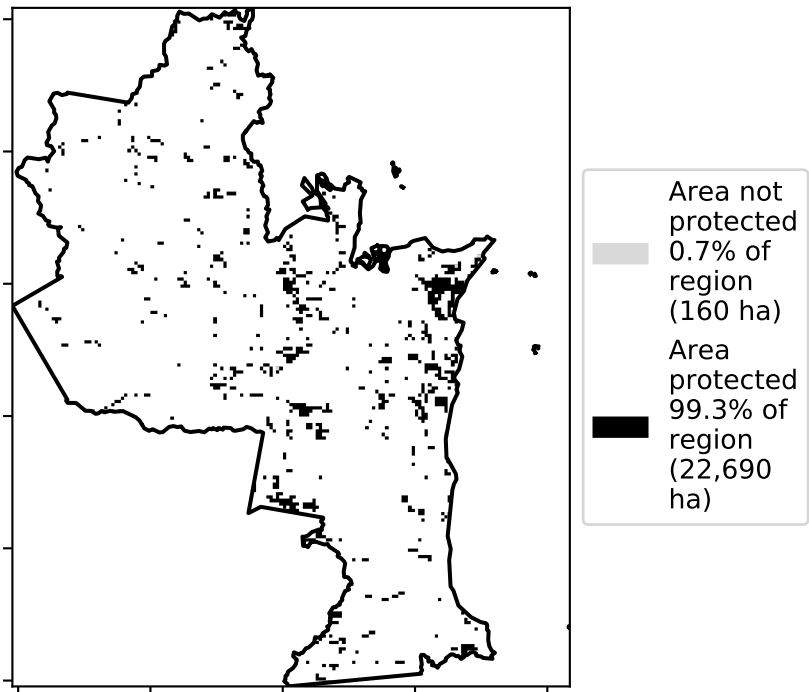 Area not
protected
0.7% of
region
(160 ha)
Area
protected
99.3% of
region
(22,690
ha)